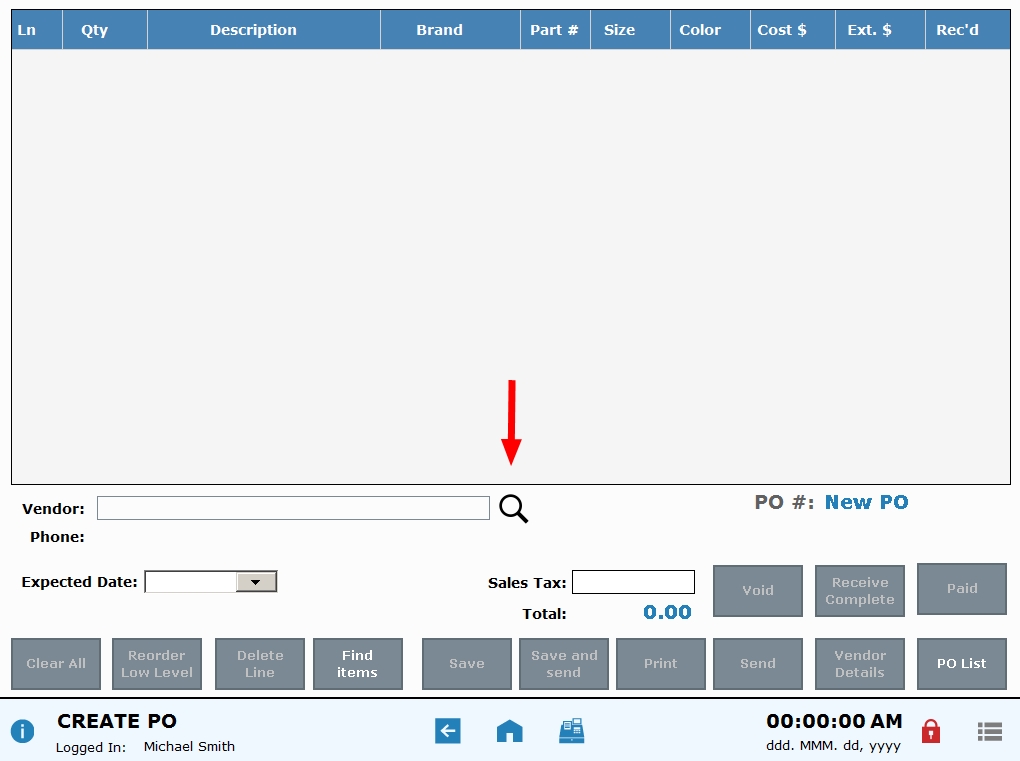 Ln Qty Description Brand Part # Size Color Cost $ Ext. $ Rec'd
Vendor:
PO #: New PO
Phone:
Expected Date:
Sales Tax:
Total: 0.00
Void
Receive
Complete
Paid
Clear All
Reorder
Low Level
Delete
Line
Find
items
Save
Save and
send
Print
Send
Vendor
Details
PO List
CREATE PO
Logged In: Michael Smith
00:00:00 AM
ddd. MMM. dd, yyyy